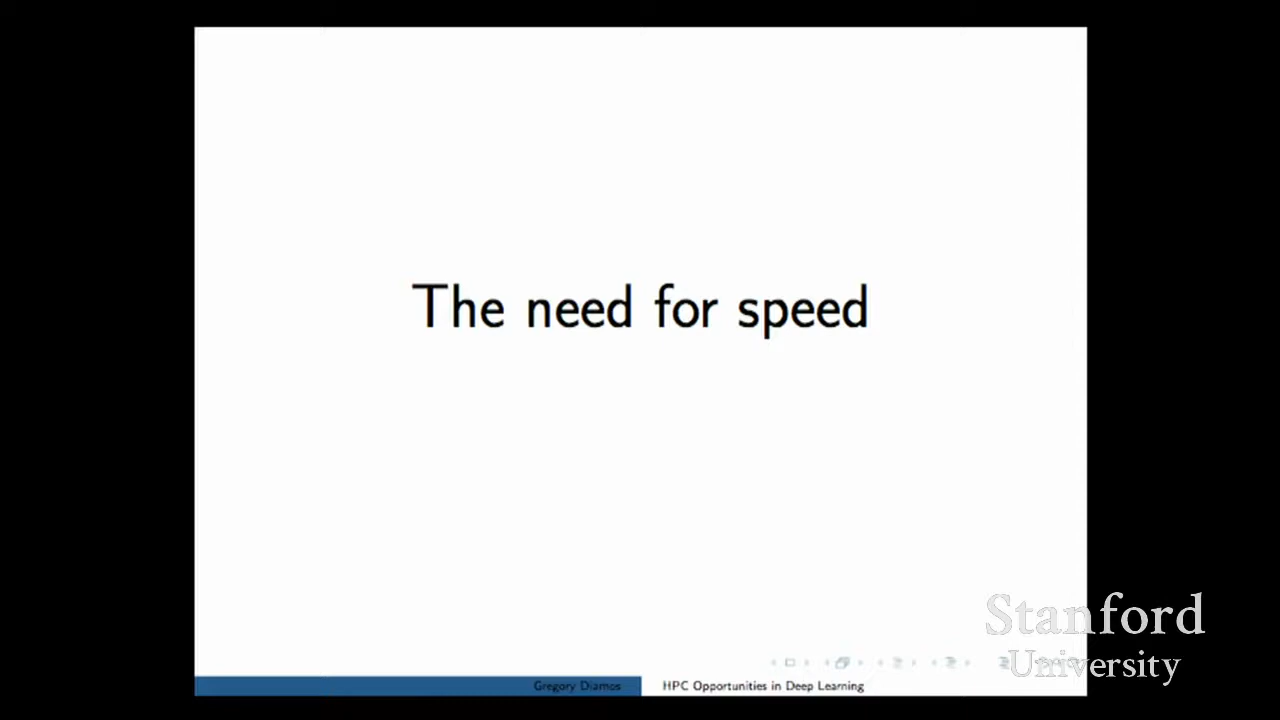 The need for speed
Stanford
University
Gregory Diamos
HPC Opportunities in Deep Learning